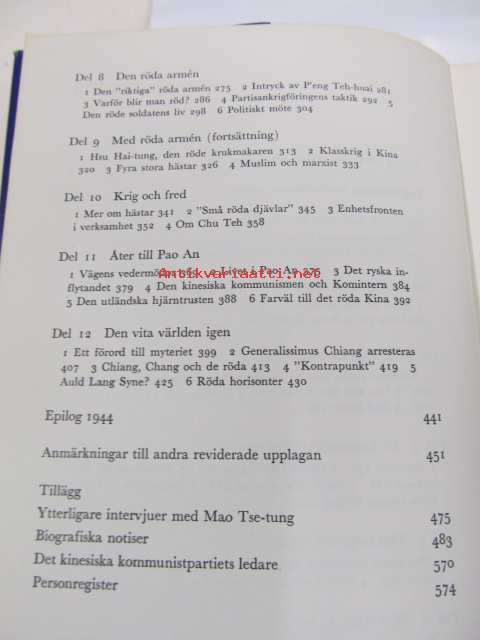 Del 8 Den röda armén
1 Den "riktiga" röda armén 275 2 Intryck av P'eng Teh-huai 281
3 Varför blir man röd? 286 4 Partisankrigföringens taktik 292 5
Den röde soldatens liv 298 6 Politiskt möte 304
Del 9 Med röda armén (fortsättning)
1 Hsu Hai-tung, den röde krukmakaren 313 2 Klasskrig i Kina
320 3 Fyra stora hästar 326 4 Muslim och marxist 333
Del 10 Krig och fred
1 Mer om hästar 341 2 "Små röda djävlar" 345 3 Enhetsfronten
i verksamhet 352 4 Om Chu Teh 358
Del 11 Åter till Pao An
1 Vägens vedermödor 2 Livet i Pao An 3 Det ryska in-
Antikvariaatti.net
flytandet 379 4 Den kinesiska kommunismen och Komintern 384
5 Den utländska hjärntrusten 388 6 Farväl till det röda Kina 392
Del 12 Den vita världen igen
1 Ett förord till myteriet 399 2 Generalissimus Chiang arresteras
407 3 Chiang, Chang och de röda 413 4 "Kontrapunkt" 419 5
Auld Lang Syne? 425 6 Röda horisonter 430
Epilog 1944 441
Anmärkningar till andra reviderade upplagan 451
Tillägg
Ytterligare intervjuer med Mao Tse-tung 475
Biografiska notiser 483
Det kinesiska kommunistpartiets ledare 570
Personregister 574